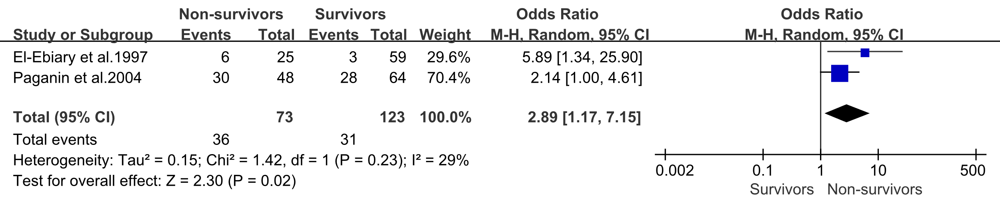 Non-survivors Survivors Odds Ratio Odds Ratio
Study or Subgroup Events Total Events Total Weight M-H, Random, 95% CI M-H, Random, 95% CI
El-Ebiary et al.1997 6 25 3 59 29.6% 5.89 [1.34, 25.90]
Paganin et al.2004 30 48 28 64 70.4% 2.14 [1.00, 4.61]
Total (95% CI) 73 123 100.0% 2.89 [1.17, 7.15]
Total events 36 31
Heterogeneity: Tau² = 0.15; Chi² = 1.42, df = 1 (P = 0.23); I² = 29%
Test for overall effect: Z = 2.30 (P = 0.02)
0.002 0.1 1 10 500
Survivors Non-survivors